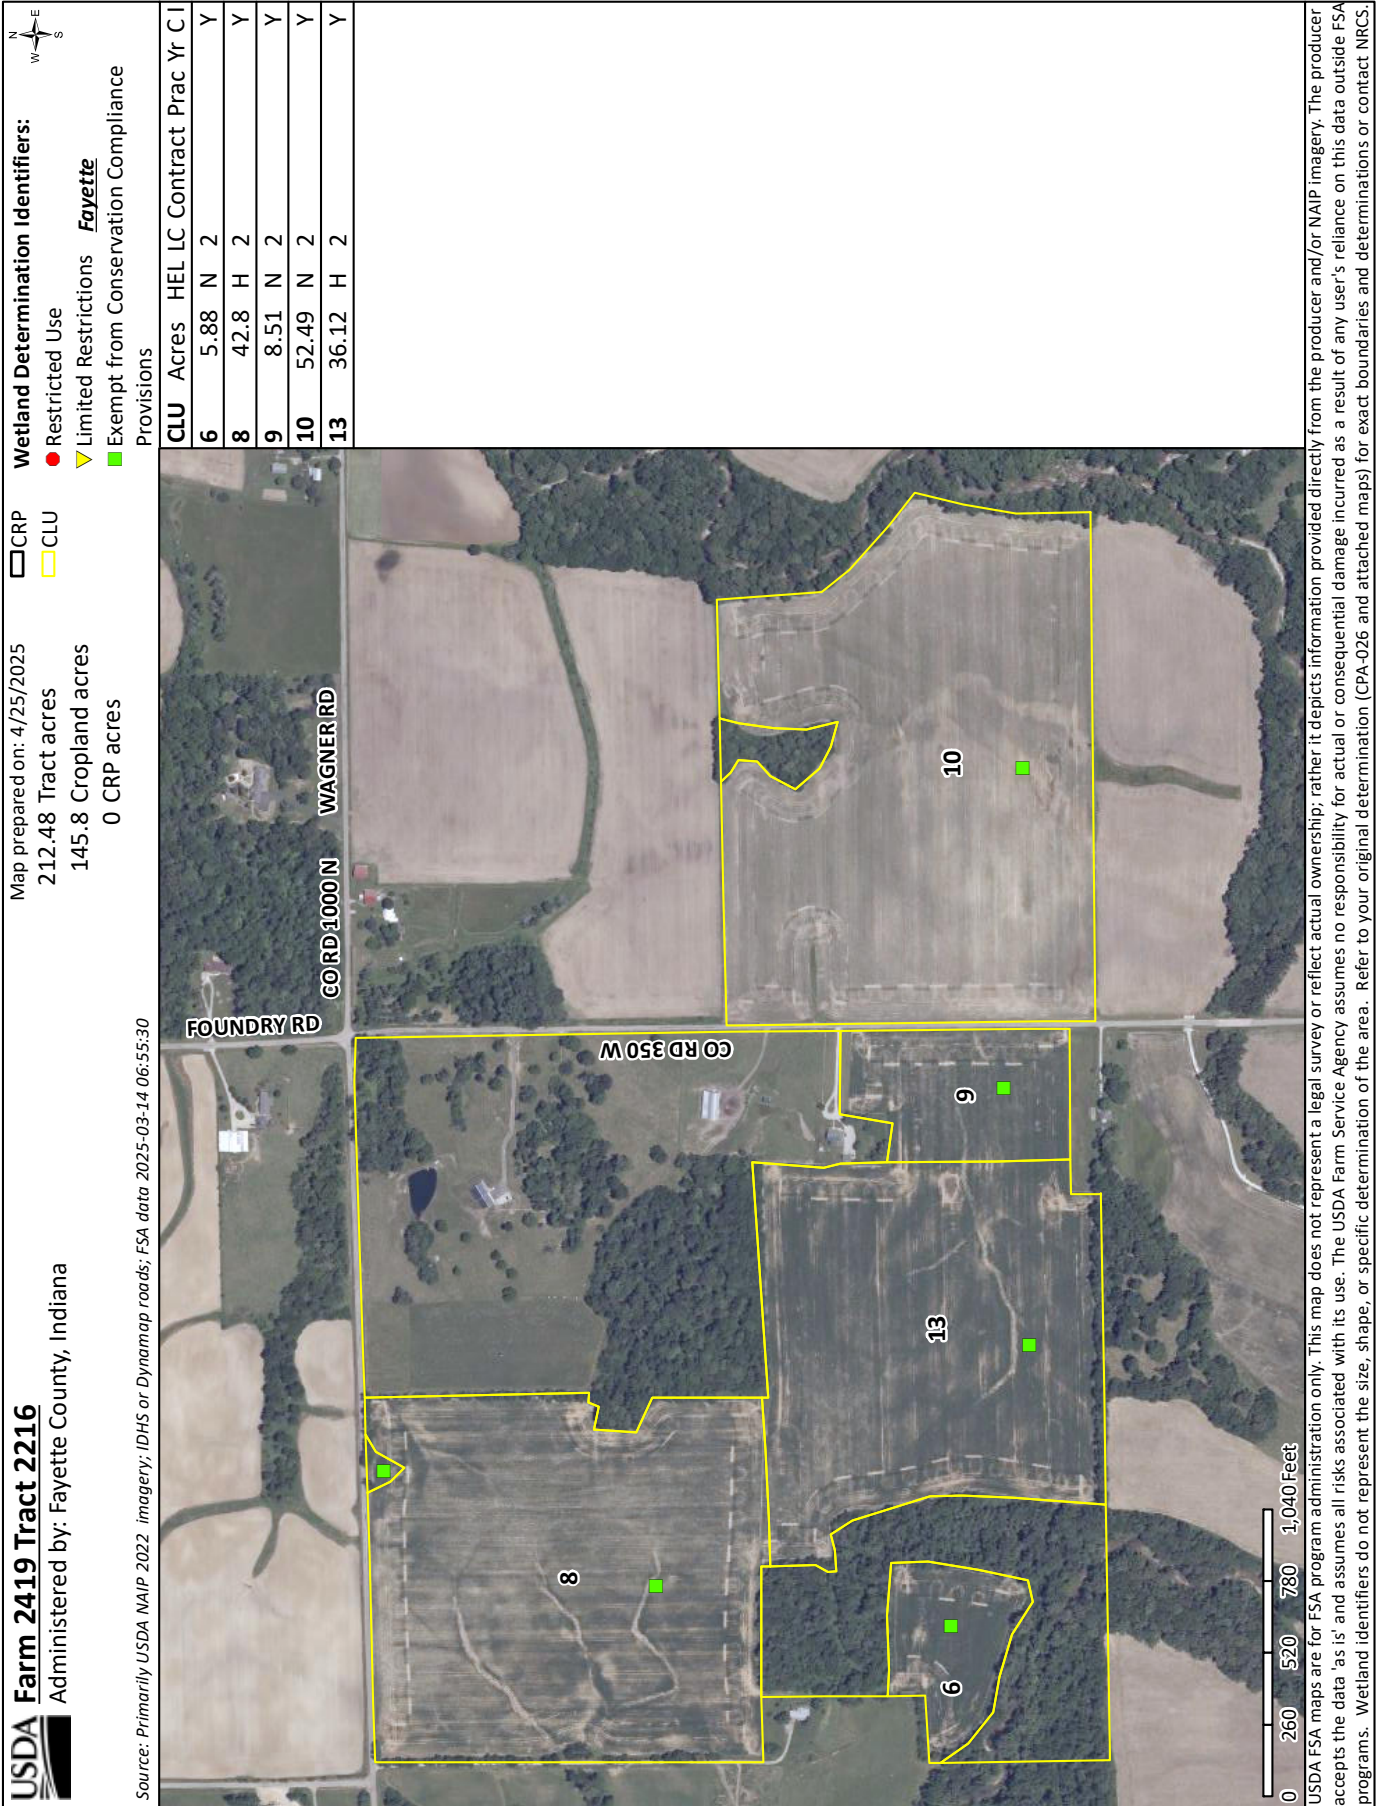 USDA
Farm 2419 Tract 2216
Administered by: Fayette County, Indiana
Map prepared on: 4/25/2025
212.48 Tract acres
145.8 Cropland acres
0 CRP acres
CRP
CLU
Wetland Determination Identifiers:
Restricted Use
Limited Restrictions Fayette
Exempt from Conservation Compliance
Provisions
N
E
S
W
Source: Primarily USDA NAIP 2022 imagery; IDHS or Dynamap roads; FSA data 2025-03-14 06:55:30
CLU Acres HEL LC Contract Prac Yr C I
6 5.88 N 2 Y
8 42.8 H 2 Y
9 8.51 N 2 Y
10 52.49 N 2 Y
13 36.12 H 2 Y
FOUNDRY RD
CO RD 1000 N
WAGNER RD
CO RD 350 W
8
9
10
13
6
0 260 520 780 1,040 Feet
USDA FSA maps are for FSA program administration only. This map does not represent a legal survey or reflect actual ownership; rather it depicts information provided directly from the producer and/or NAIP imagery. The producer
accepts the data 'as is' and assumes all risks associated with its use. The USDA Farm Service Agency assumes no responsibility for actual or consequential damage incurred as a result of any user's reliance on this data outside FSA
programs. Wetland identifiers do not represent the size, shape, or specific determination of the area. Refer to your original determination (CPA-026 and attached maps) for exact boundaries and determinations or contact NRCS.